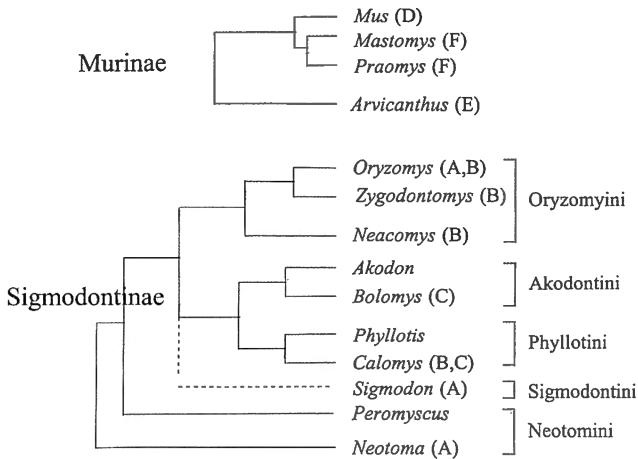 Mus (D)
Mastomys (F)
Murinae
Praomys (F)
Arvicanthus (E)
Oryzomys (A,B)
Zygodontomys (B)
Oryzomyini
Neacomys (B)
Akodon
Akodontini
Sigmodontinae
Bolomys (C)
Phyllotis
Phyllotini
Calomys (B,C)
Sigmodon (A)
Sigmodontini
Peromyscus
Neotomini
Neotoma (A)